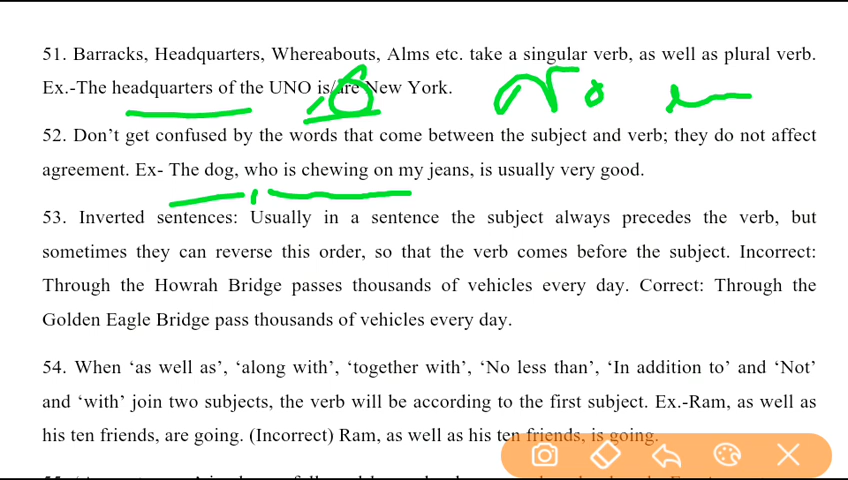 51. Barracks, Headquarters, Whereabouts, Alms etc. take a singular verb, as well as plural verb.
Ex.-The headquarters of the UNO is/are New York.
52. Don't get confused by the words that come between the subject and verb; they do not affect
agreement. Ex- The dog, who is chewing on my jeans, is usually very good.
53. Inverted sentences: Usually in a sentence the subject always precedes the verb, but
sometimes they can reverse this order, so that the verb comes before the subject. Incorrect:
Through the Howrah Bridge passes thousands of vehicles every day. Correct: Through the
Golden Eagle Bridge pass thousands of vehicles every day.
54. When 'as well as', 'along with', 'together with', 'No less than', 'In addition to' and 'Not'
and 'with' join two subjects, the verb will be according to the first subject. Ex.-Ram, as well as
his ten friends, are going. (Incorrect) Ram, as well as his ten friends, is going.